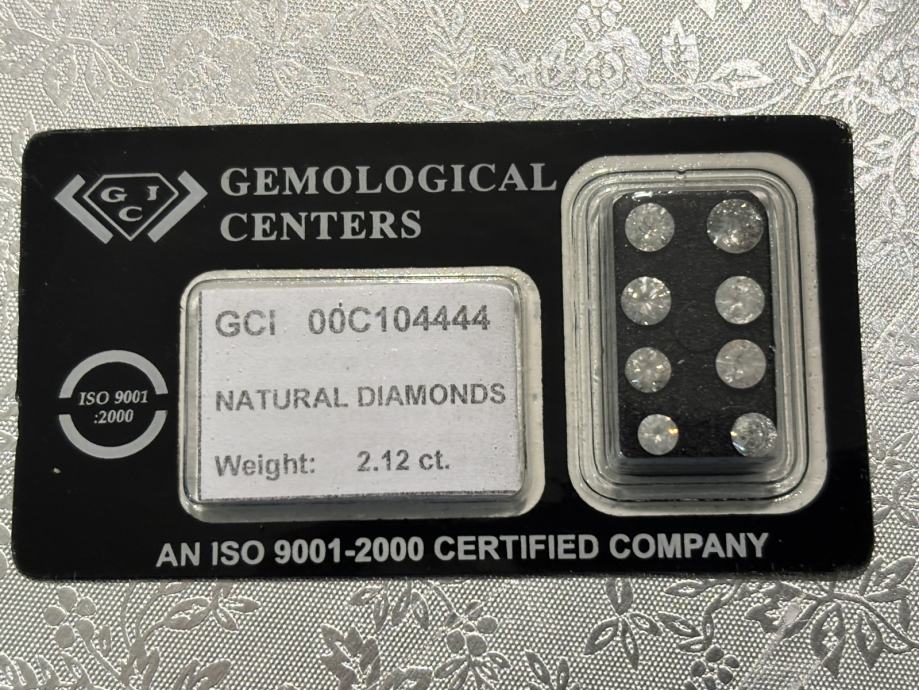 GCI
GEMOLOGICAL
CENTERS
GCI 00C104444
NATURAL DIAMONDS
Weight: 2.12 ct.
ISO 9001
:2000
AN ISO 9001-2000 CERTIFIED COMPANY